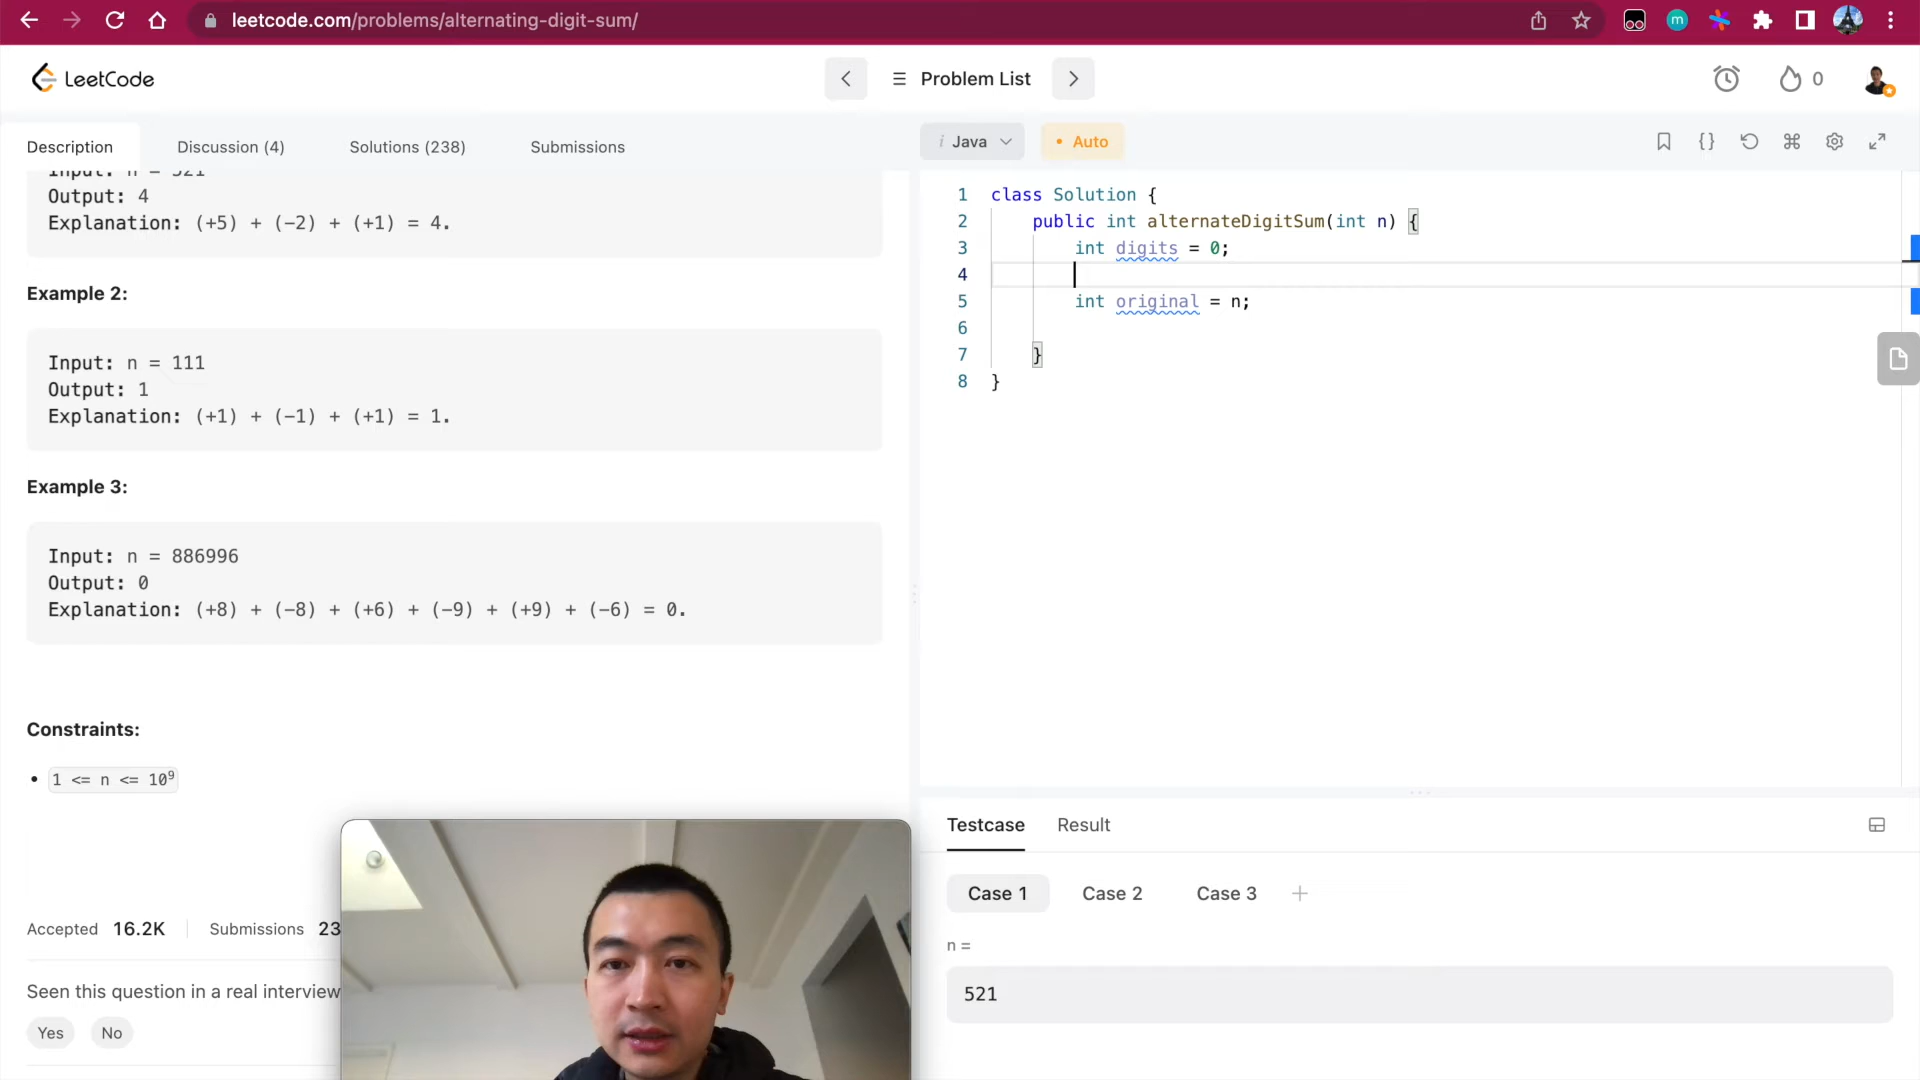 leetcode.com/problems/alternating-digit-sum/
m
LeetCode
Problem List
0
Description
Discussion (4)
Solutions (238)
Submissions
Input: n = 521
Output: 4
Explanation: (+5) + (-2) + (+1) = 4.
Example 2:
Input: n = 111
Output: 1
Explanation: (+1) + (-1) + (+1) = 1.
Example 3:
Input: n = 886996
Output: 0
Explanation: (+8) + (-8) + (+6) + (-9) + (+9) + (-6) = 0.
Constraints:
• 1 <= n <= 10⁹
Accepted 16.2K Submissions 23
Seen this question in a real interview
Yes No
i Java
• Auto
{}
1 class Solution {
2 public int alternateDigitSum(int n) {
3 int digits = 0;
4
5 int original = n;
6
7 }
8 }
Testcase Result
Case 1 Case 2 Case 3 +
n =
521